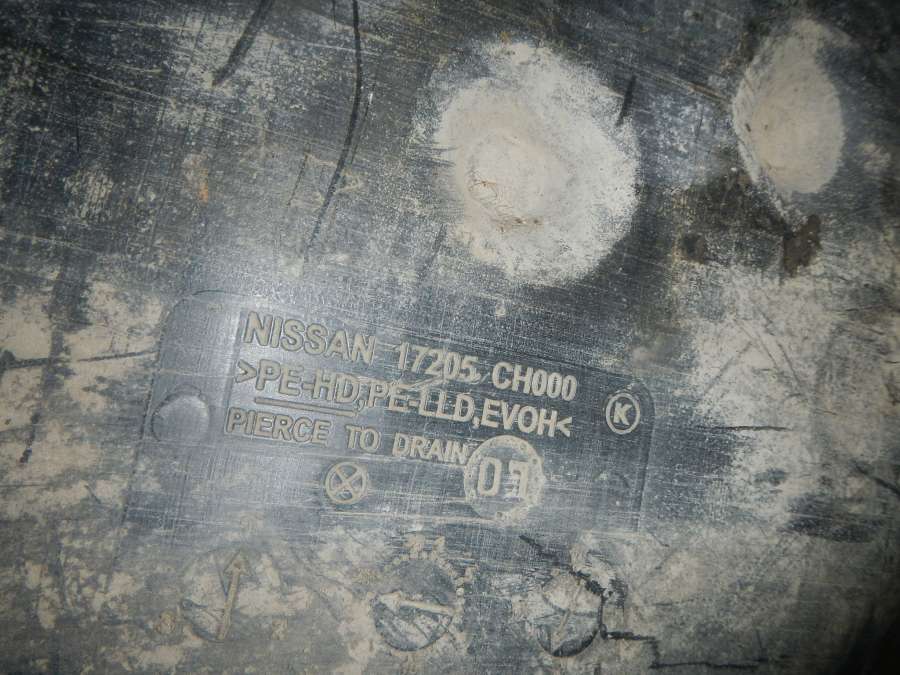 NISSAN 17205 CH000
>PE-HD,PE-LLD,EVOH<
K
PIERCE TO DRAIN